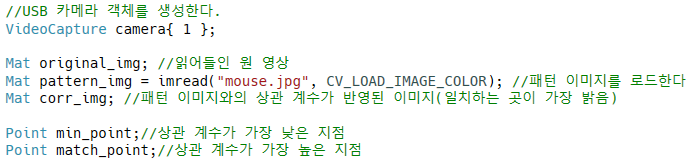 //USB 카메라 객체를 생성한다.
VideoCapture camera{ 1 };
Mat original_img; //읽어들인 원 영상
Mat pattern_img = imread("mouse.jpg", CV_LOAD_IMAGE_COLOR); //패턴 이미지를 로드한다
Mat corr_img; //패턴 이미지와의 상관 계수가 반영된 이미지(일치하는 곳이 가장 밝음)
Point min_point;//상관 계수가 가장 낮은 지점
Point match_point;//상관 계수가 가장 높은 지점